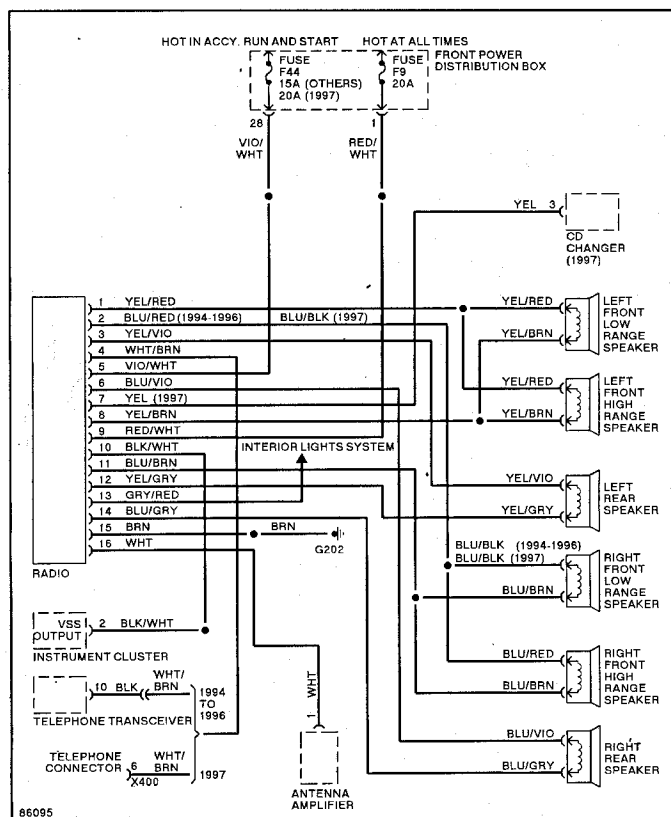 HOT IN ACCY. RUN AND START
HOT AT ALL TIMES
FUSE
F44
15A (OTHERS)
20A (1997)
FUSE
F9
20A
FRONT POWER
DISTRIBUTION BOX
28
1
VIO/
WHT
RED/
WHT
YEL 3
CD
CHANGER
(1997)
1 YEL/RED
2 BLU/RED (1994-1996) BLU/BLK (1997)
3 YEL/VIO
4 WHT/BRN
5 VIO/WHT
6 BLU/VIO
7 YEL (1997)
8 YEL/BRN
9 RED/WHT
10 BLK/WHT
11 BLU/BRN
12 YEL/GRY
13 GRY/RED
14 BLU/GRY
15 BRN
16 WHT
RADIO
INTERIOR LIGHTS SYSTEM
BRN
G202
YEL/RED
YEL/BRN
LEFT
FRONT
LOW
RANGE
SPEAKER
YEL/RED
YEL/BRN
LEFT
FRONT
HIGH
RANGE
SPEAKER
YEL/VIO
YEL/GRY
LEFT
REAR
SPEAKER
BLU/BLK (1994-1996)
BLU/BLK (1997)
BLU/BRN
RIGHT
FRONT
LOW
RANGE
SPEAKER
BLU/RED
BLU/BRN
RIGHT
FRONT
HIGH
RANGE
SPEAKER
BLU/VIO
BLU/GRY
RIGHT
REAR
SPEAKER
VSS
OUTPUT
2 BLK/WHT
INSTRUMENT CLUSTER
10 BLK
WHT/
BRN
1994
TO
1996
TELEPHONE TRANSCEIVER
TELEPHONE
CONNECTOR
6
X400
WHT/
BRN
1997
WHT
1
ANTENNA
AMPLIFIER
86095